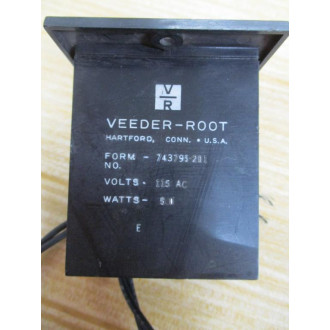 V
R
VEEDER-ROOT
HARTFORD, CONN. • U.S.A.
FORM - 743795-201
NO.
VOLTS - 115 AC
WATTS -
E